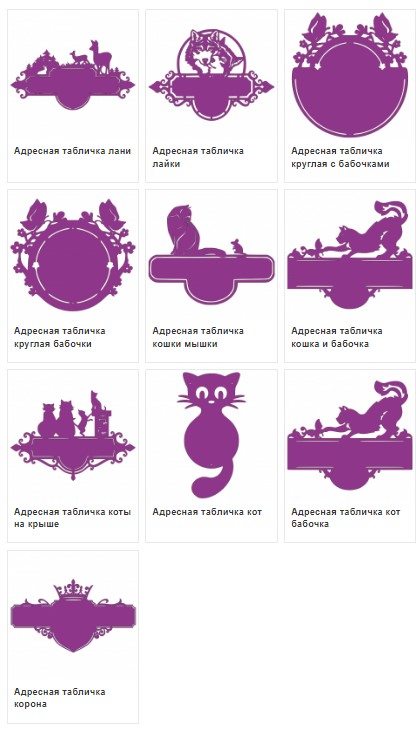 Адресная табличка лани
Адресная табличка
лайки
Адресная табличка
круглая с бабочками
Адресная табличка
круглая бабочки
Адресная табличка
кошки мышки
Адресная табличка
кошка и бабочка
Адресная табличка коты
на крыше
Адресная табличка кот
Адресная табличка кот
бабочка
Адресная табличка
корона